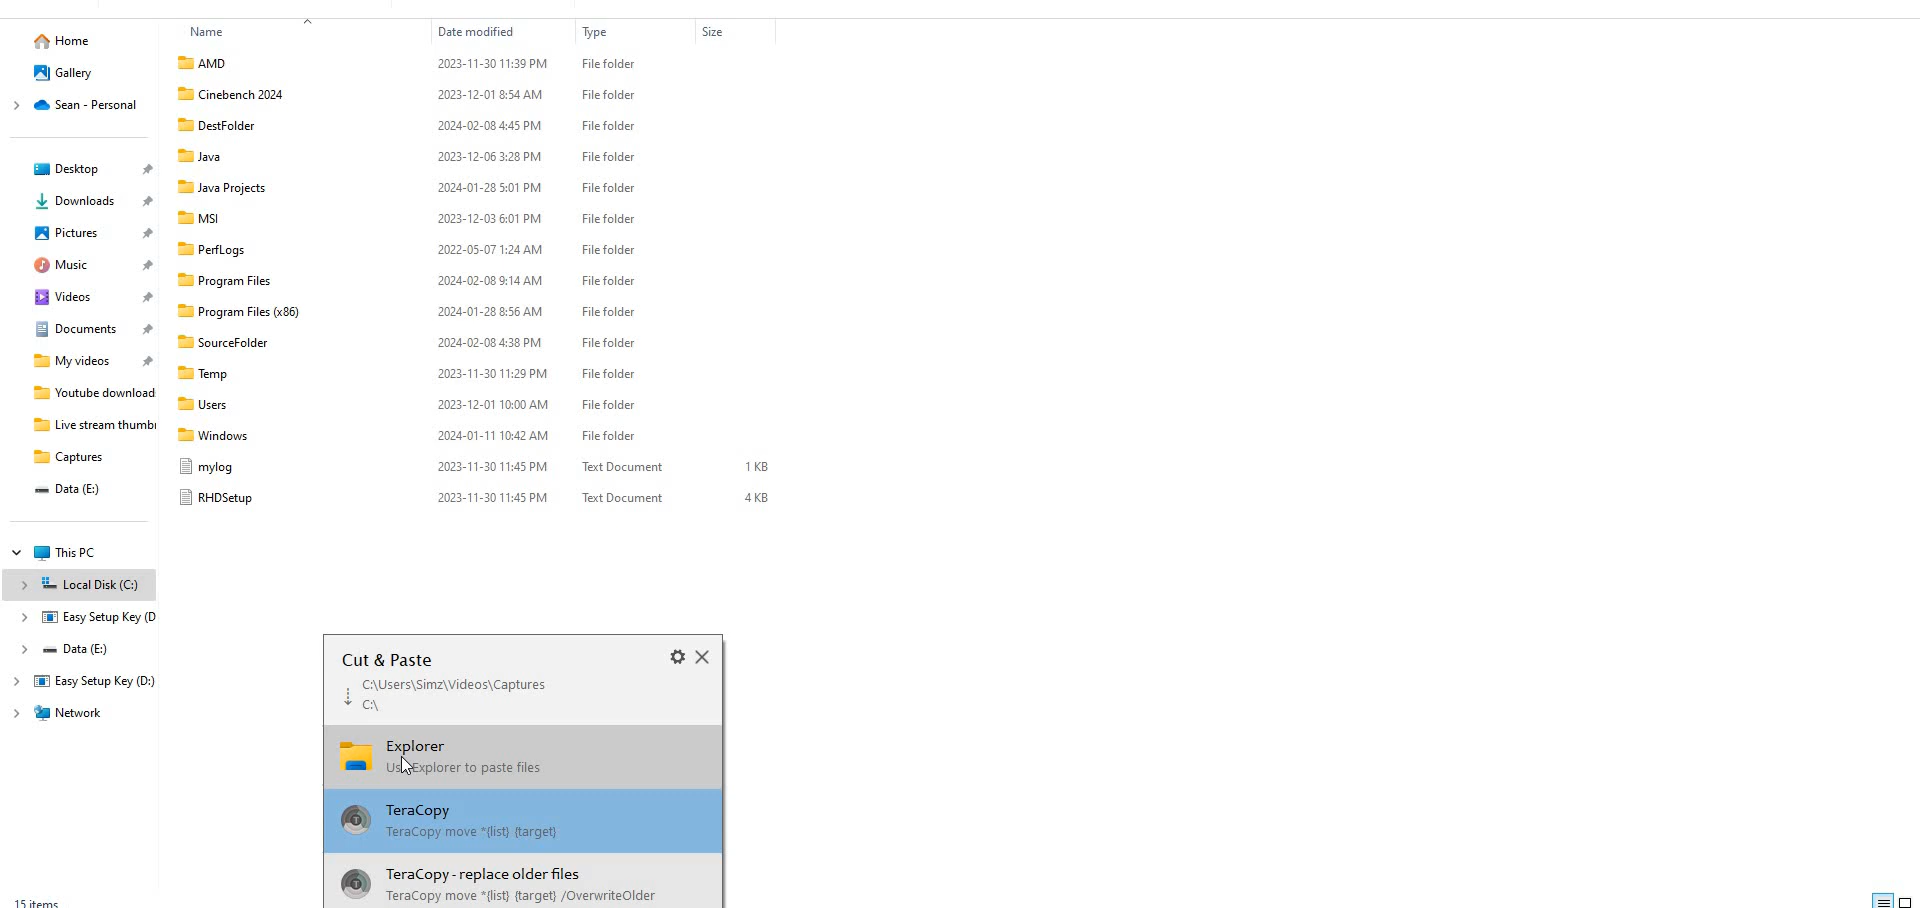 Name Date modified Type Size
Home
Gallery
Sean - Personal
Desktop
Downloads
Pictures
Music
Videos
Documents
My videos
Youtube download
Live stream thumb
Captures
Data (E:)
This PC
Local Disk (C:)
Easy Setup Key (D
Data (E:)
Easy Setup Key (D:)
Network
AMD 2023-11-30 11:39 PM File folder
Cinebench 2024 2023-12-01 8:54 AM File folder
DestFolder 2024-02-08 4:45 PM File folder
Java 2023-12-06 3:28 PM File folder
Java Projects 2024-01-28 5:01 PM File folder
MSI 2023-12-03 6:01 PM File folder
PerfLogs 2022-05-07 1:24 AM File folder
Program Files 2024-02-08 9:14 AM File folder
Program Files (x86) 2024-01-28 8:56 AM File folder
SourceFolder 2024-02-08 4:38 PM File folder
Temp 2023-11-30 11:29 PM File folder
Users 2023-12-01 10:00 AM File folder
Windows 2024-01-11 10:42 AM File folder
mylog 2023-11-30 11:45 PM Text Document 1 KB
RHDSetup 2023-11-30 11:45 PM Text Document 4 KB
Cut & Paste
C:\Users\Simz\Videos\Captures
C:\
Explorer
Explorer to paste files
TeraCopy
TeraCopy move *{list} {target}
TeraCopy - replace older files
TeraCopy move *{list} {target} /OverwriteOlder
15 items